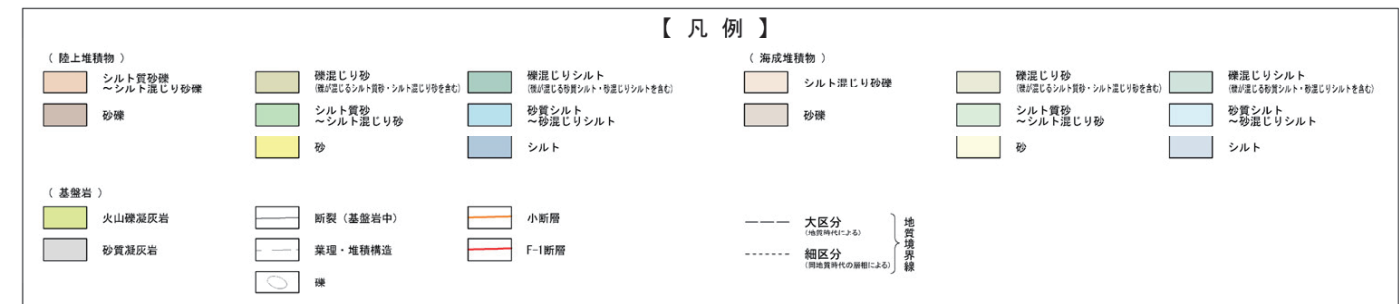 【 凡 例 】
（ 陸上堆積物 ）
シルト質砂礫
～シルト混じり砂礫
砂礫
礫混じり砂
(礫が混じるシルト質砂・シルト混じり砂を含む)
シルト質砂
～シルト混じり砂
砂
礫混じりシルト
(礫が混じる砂質シルト・砂混じりシルトを含む)
砂質シルト
～砂混じりシルト
シルト
（ 海成堆積物 ）
シルト混じり砂礫
砂礫
礫混じり砂
(礫が混じるシルト質砂・シルト混じり砂を含む)
シルト質砂
～シルト混じり砂
砂
礫混じりシルト
(礫が混じる砂質シルト・砂混じりシルトを含む)
砂質シルト
～砂混じりシルト
シルト
（ 基盤岩 ）
火山礫凝灰岩
砂質凝灰岩
断裂（基盤岩中）
葉理・堆積構造
礫
小断層
F-1断層
大区分
(地質時代による)
細区分
(同地質時代の層相による)
地質境界線